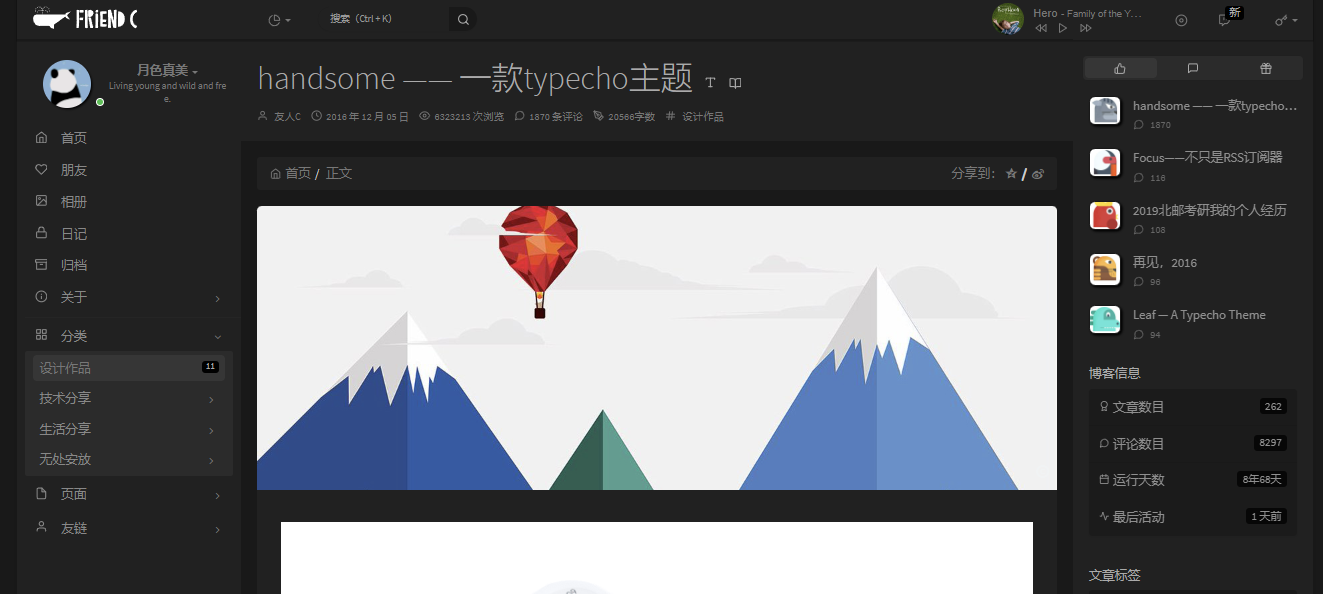 FRIEND C
搜索（Ctrl + K）
Hero - Family of the Y...
新
月色真美
Living young and wild and fre
e.
首页
朋友
相册
日记
归档
关于
分类
设计作品 11
技术分享
生活分享
无处安放
页面
友链
handsome —— 一款typecho主题
友人C 2016 年 12 月 05 日 6323213 次浏览 1870 条评论 20566字数 设计作品
首页 / 正文
分享到： /
handsome —— 一款typecho...
1870
Focus——不只是RSS订阅器
116
2019北邮考研我的个人经历
108
再见，2016
96
Leaf — A Typecho Theme
94
博客信息
文章数目 262
评论数目 8297
运行天数 8年68天
最后活动 1 天前
文章标签